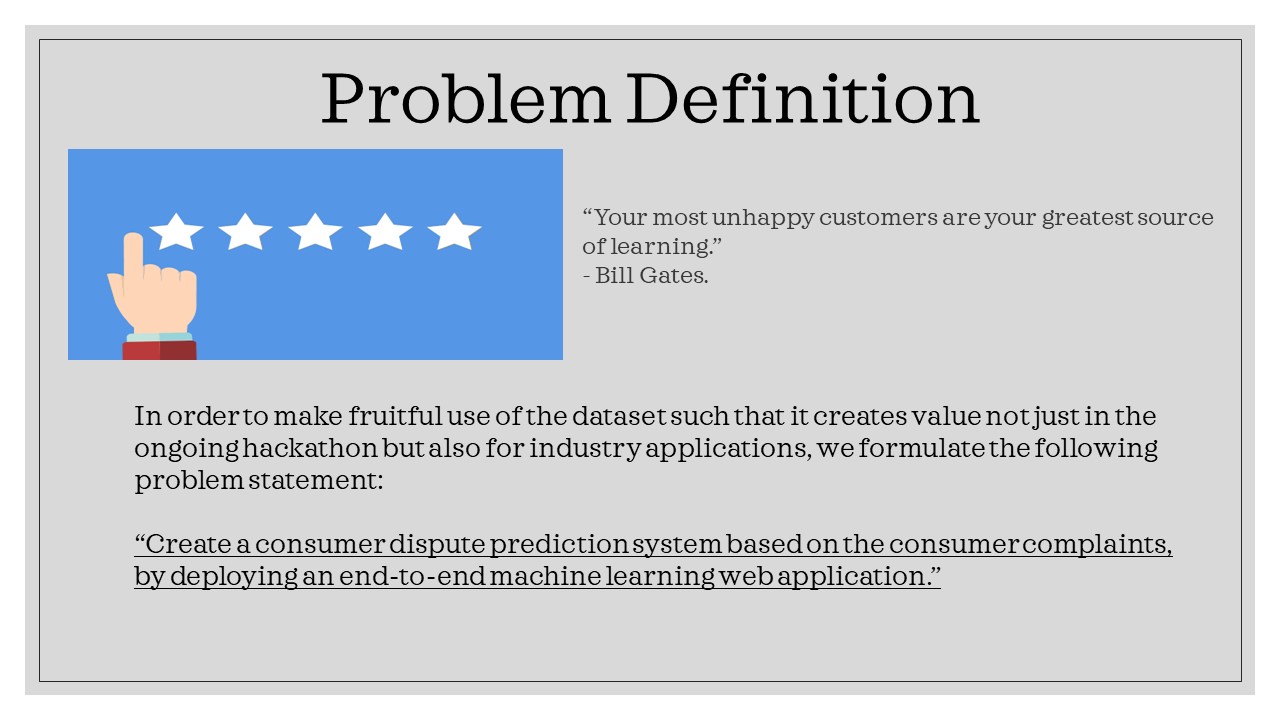 Problem Definition
“Your most unhappy customers are your greatest source
of learning.”
- Bill Gates.
In order to make fruitful use of the dataset such that it creates value not just in the
ongoing hackathon but also for industry applications, we formulate the following
problem statement:
“Create a consumer dispute prediction system based on the consumer complaints,
by deploying an end-to-end machine learning web application.”